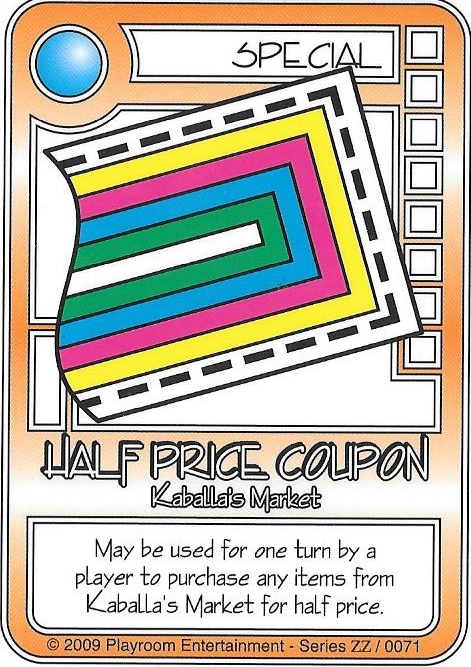 SPECIAL
HALF PRICE COUPON
Kaballa's Market
May be used for one turn by a
player to purchase any items from
Kaballa's Market for half price.
© 2009 Playroom Entertainment - Series ZZ / 0071